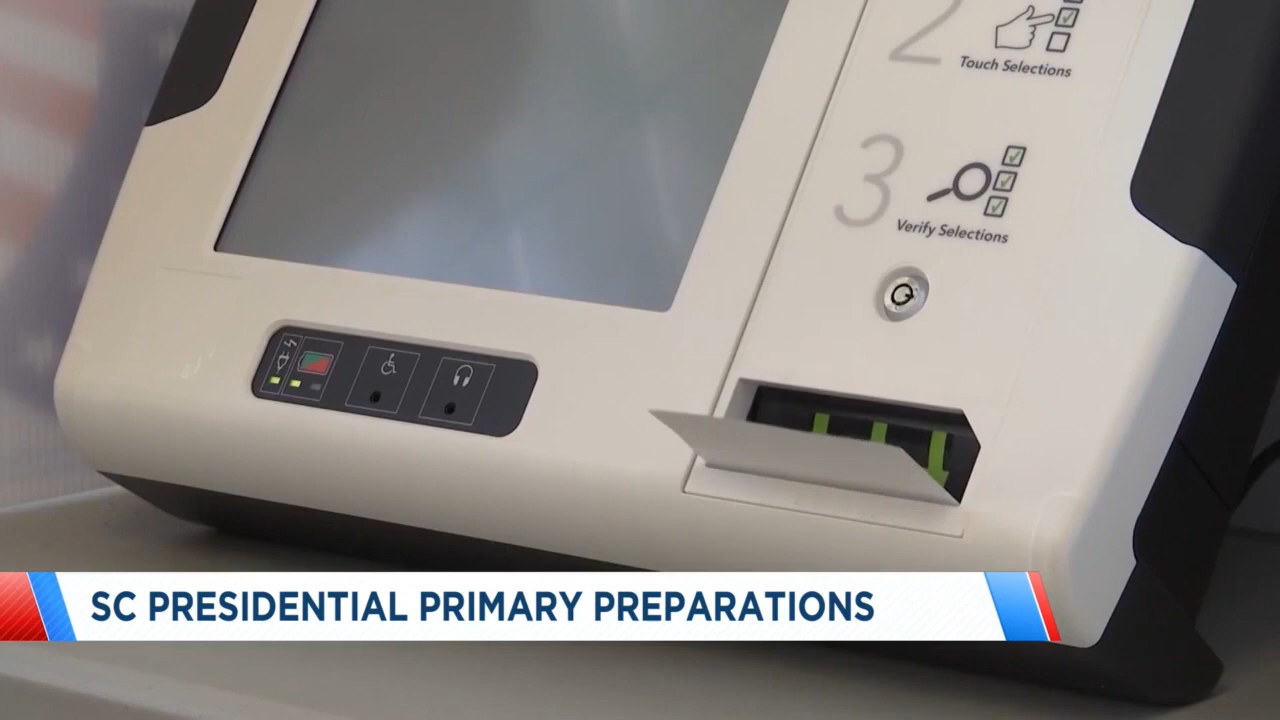 2
Touch Selections
3
Verify Selections
SC PRESIDENTIAL PRIMARY PREPARATIONS